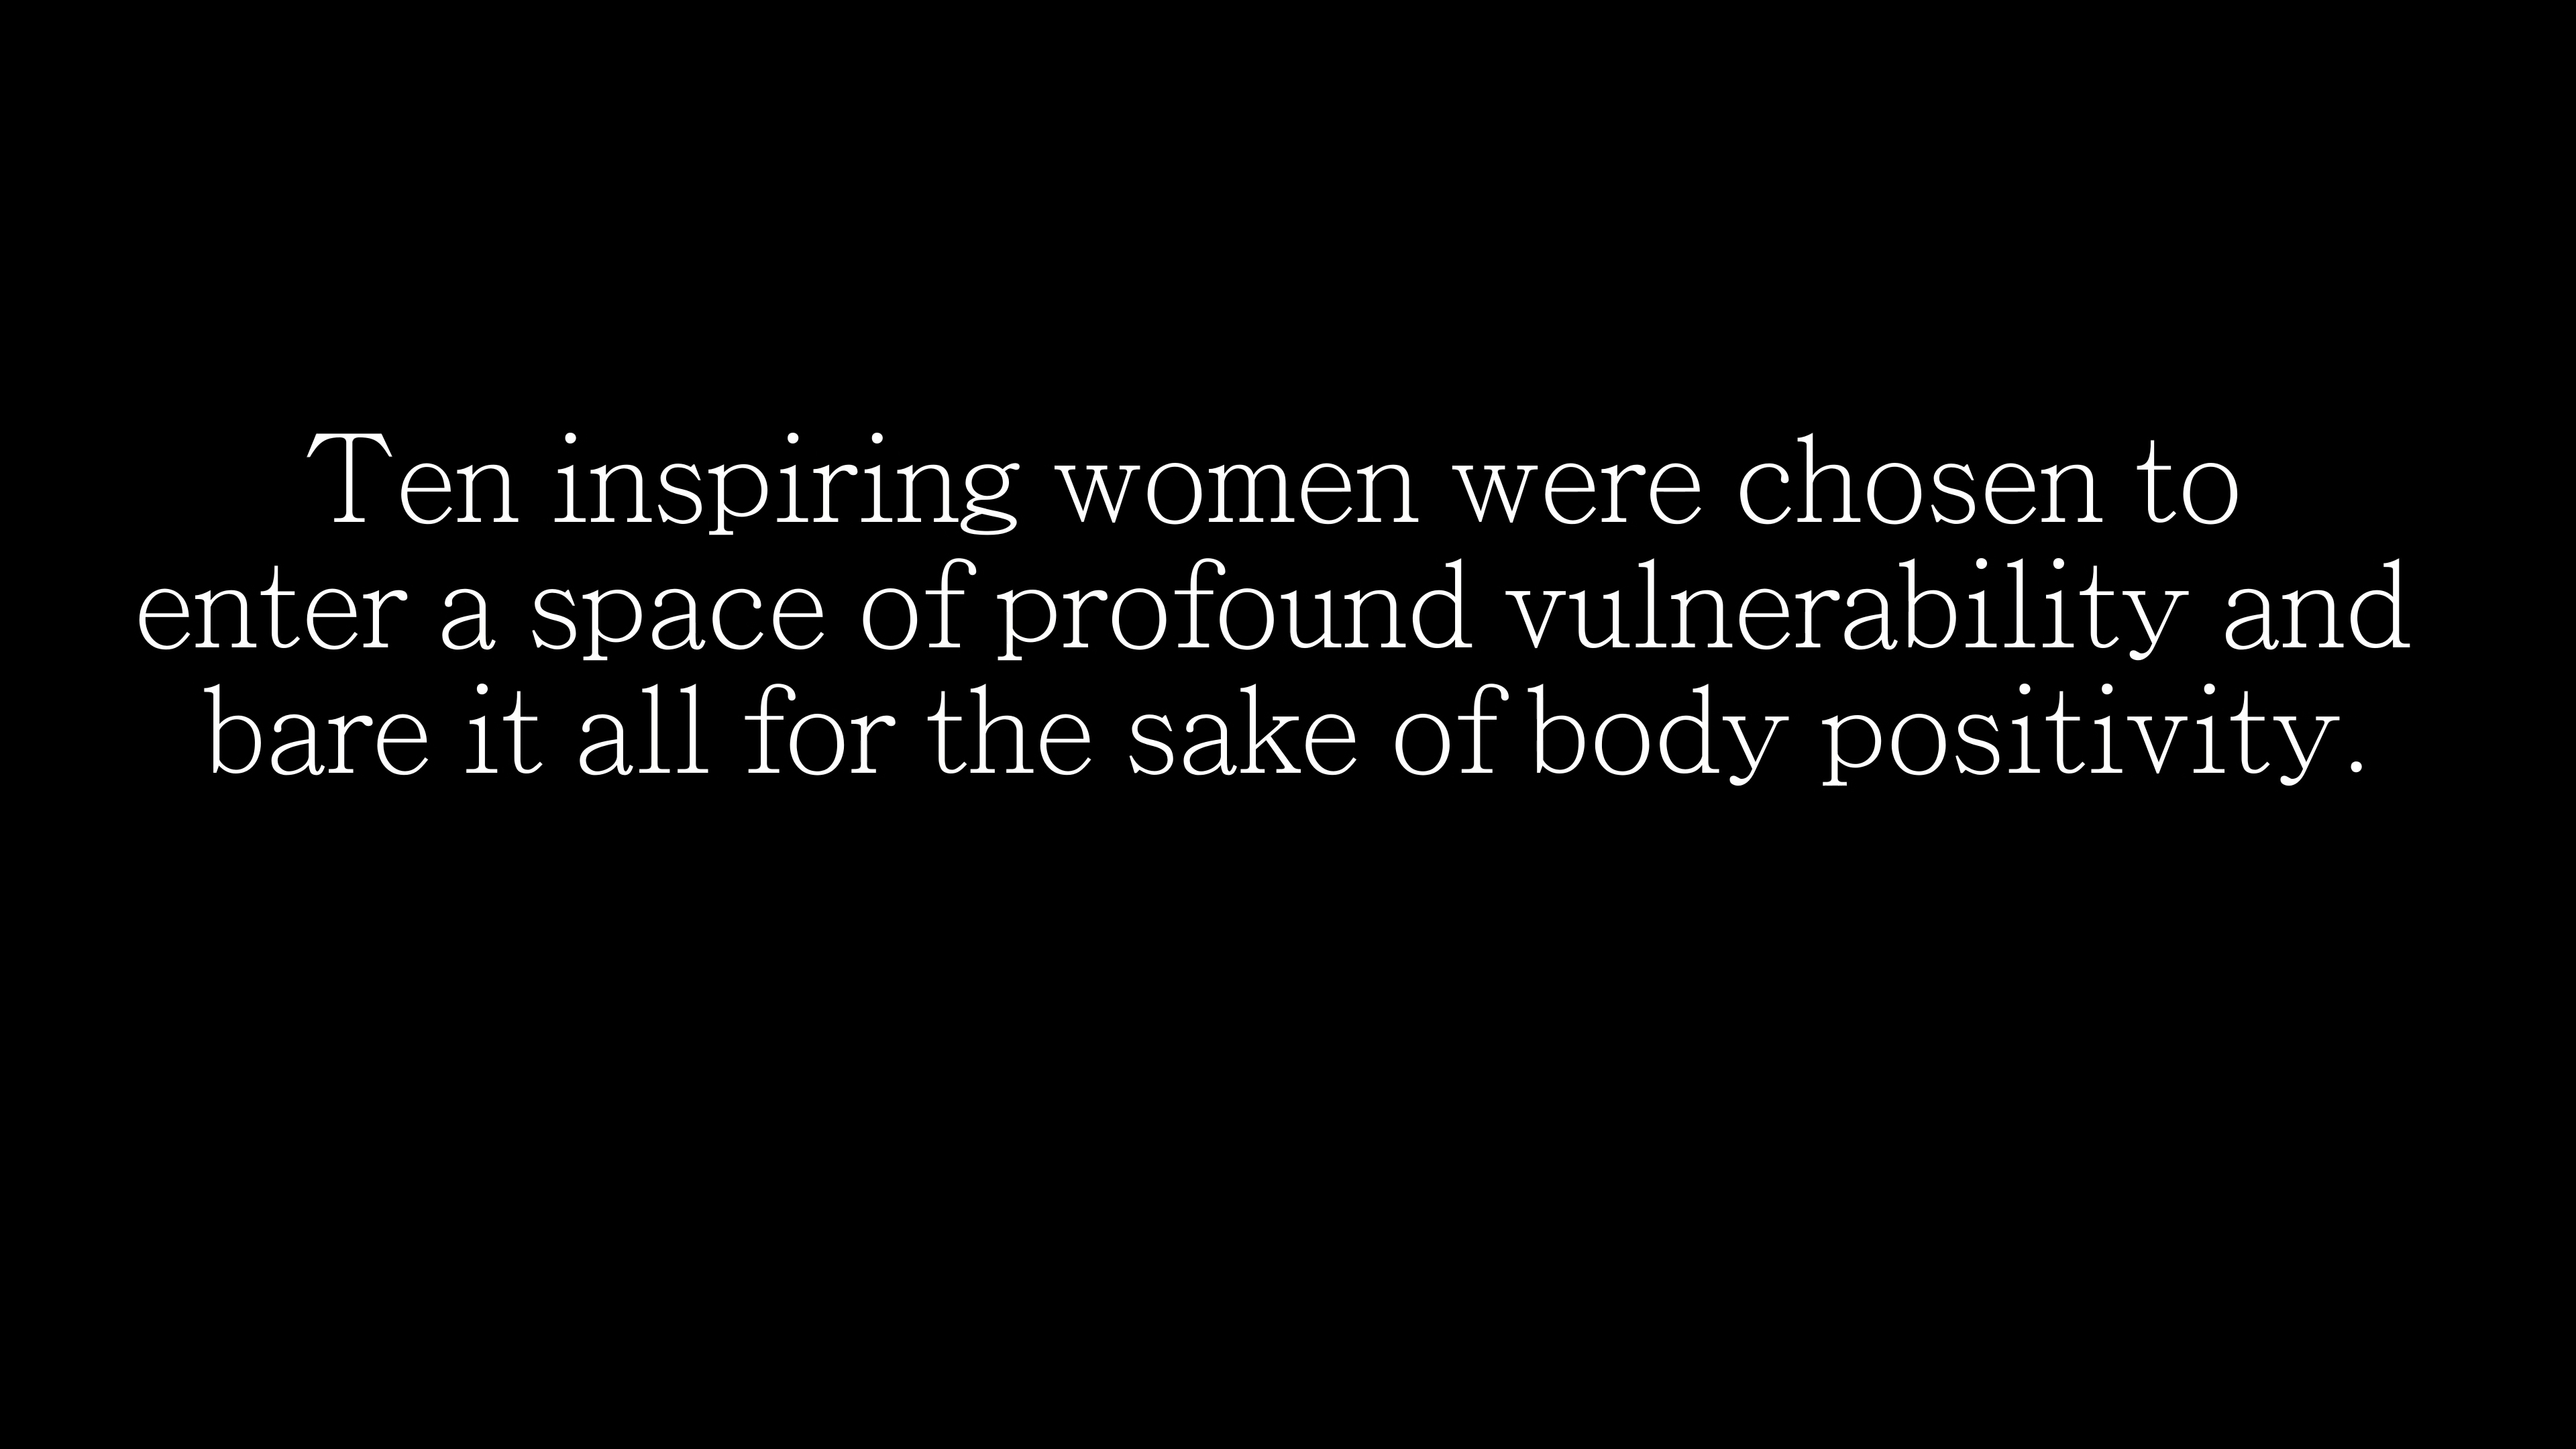 Ten inspiring women were chosen to
enter a space of profound vulnerability and
bare it all for the sake of body positivity.